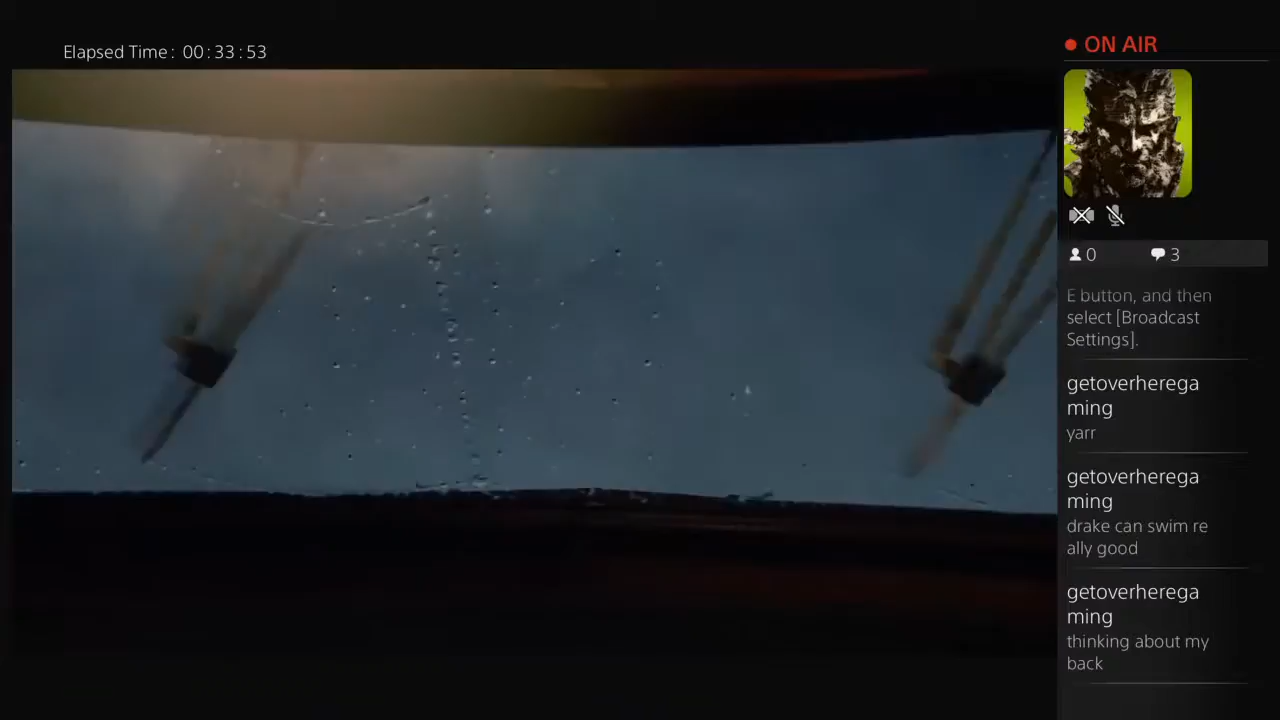 Elapsed Time: 00:33:53
ON AIR
0 3
E button, and then
select [Broadcast
Settings].
getoverherega
ming
yarr
getoverherega
ming
drake can swim re
ally good
getoverherega
ming
thinking about my
back